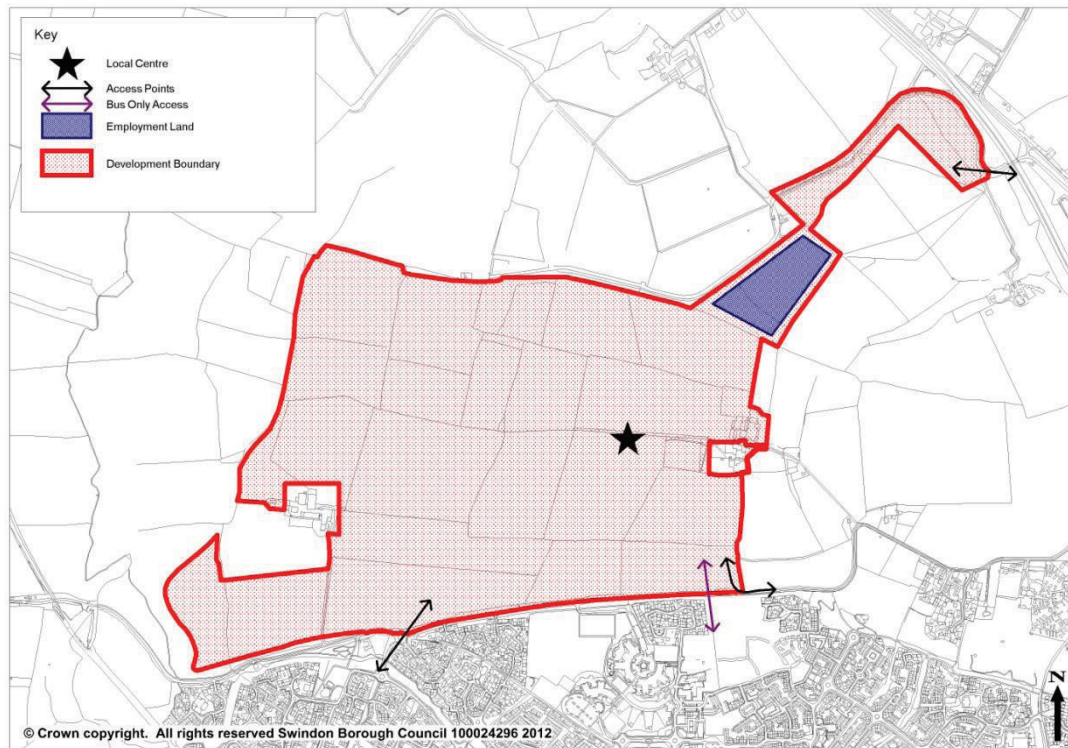 Key
Local Centre
Access Points
Bus Only Access
Employment Land
Development Boundary
N
© Crown copyright. All rights reserved Swindon Borough Council 100024296 2012